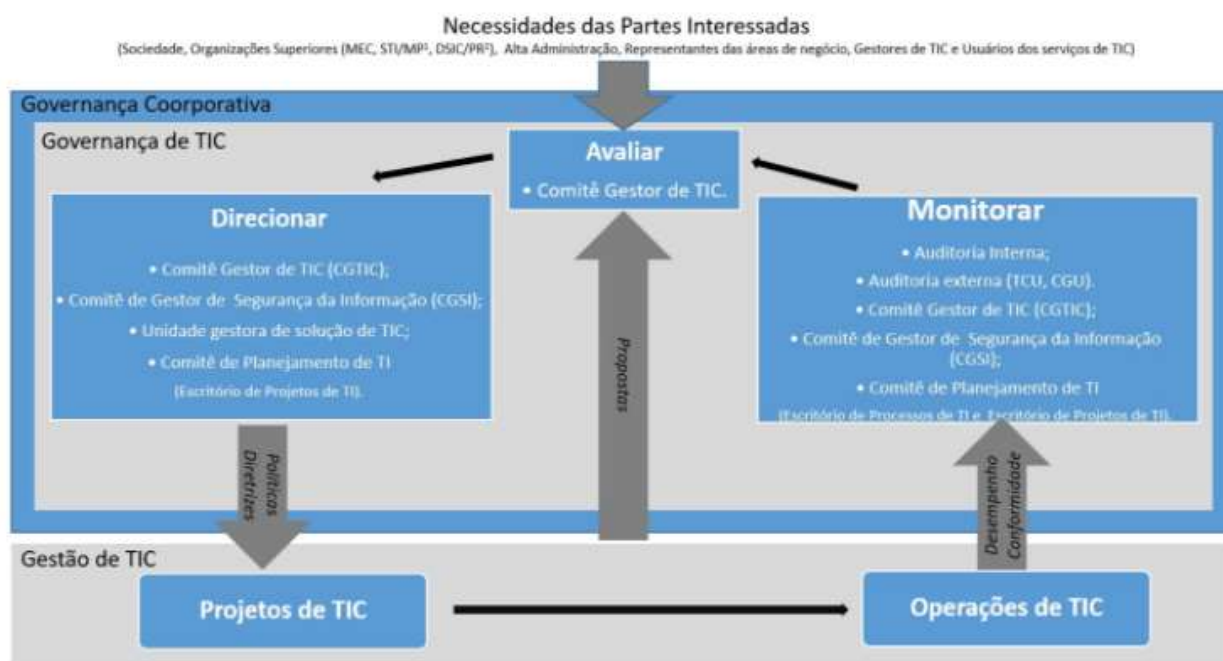 Necessidades das Partes Interessadas
(Sociedade, Organizações Superiores (MEC, STI/MP¹, DSIC/PR²), Alta Administração, Representantes das áreas de negócio, Gestores de TIC e Usuários dos serviços de TIC)
Governança Coorporativa
Governança de TIC
Avaliar
• Comitê Gestor de TIC.
Direcionar
• Comitê Gestor de TIC (CGTIC);
• Comitê de Gestor de Segurança da Informação (CGSI);
• Unidade gestora de solução de TIC;
• Comitê de Planejamento de TI
(Escritório de Projetos de TI).
Monitorar
• Auditoria Interna;
• Auditoria externa (TCU, CGU).
• Comitê Gestor de TIC (CGTIC);
• Comitê de Gestor de Segurança da Informação
(CGSI);
• Comitê de Planejamento de TI
(Escritório de Processos de TI e Escritório de Projetos de TI).
Políticas
Diretrizes
Propostas
Desempenho
Conformidade
Gestão de TIC
Projetos de TIC
Operações de TIC